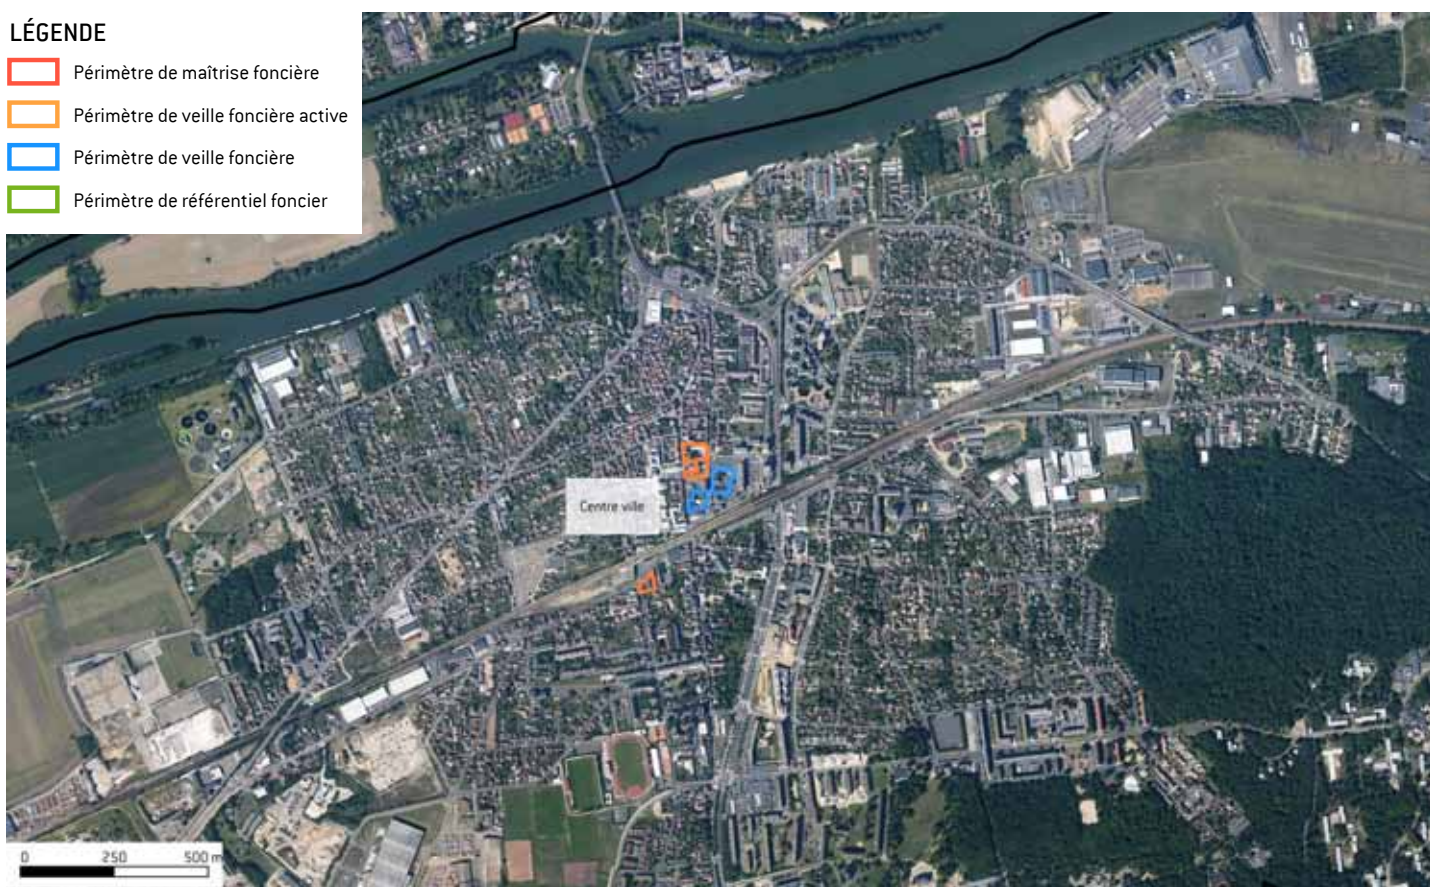 LÉGENDE
Périmètre de maîtrise foncière
Périmètre de veille foncière active
Périmètre de veille foncière
Périmètre de référentiel foncier
Centre ville
0 250 500 m